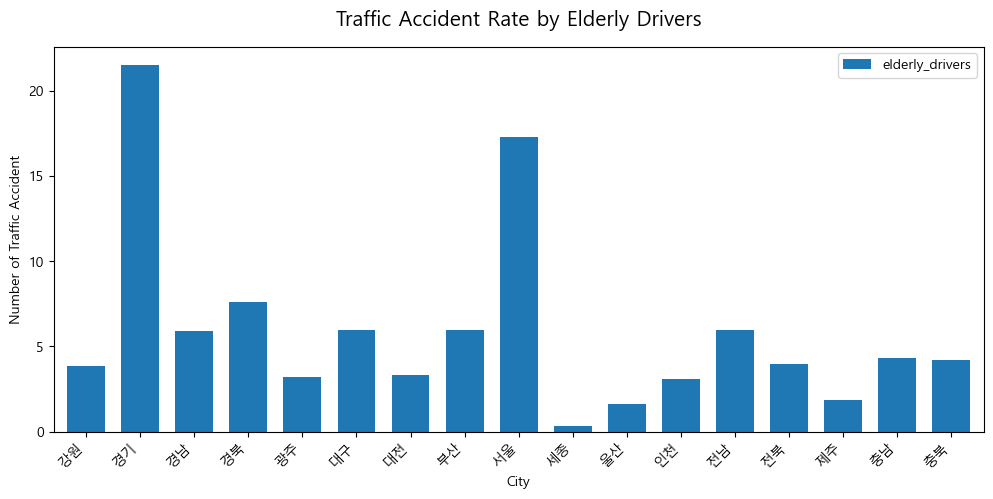 Traffic Accident Rate by Elderly Drivers
elderly_drivers
Number of Traffic Accident
20
15
10
5
0
강원 경기 경남 경북 광주 대구 대전 부산 서울 세종 울산 인천 전남 전북 제주 충남 충북
City